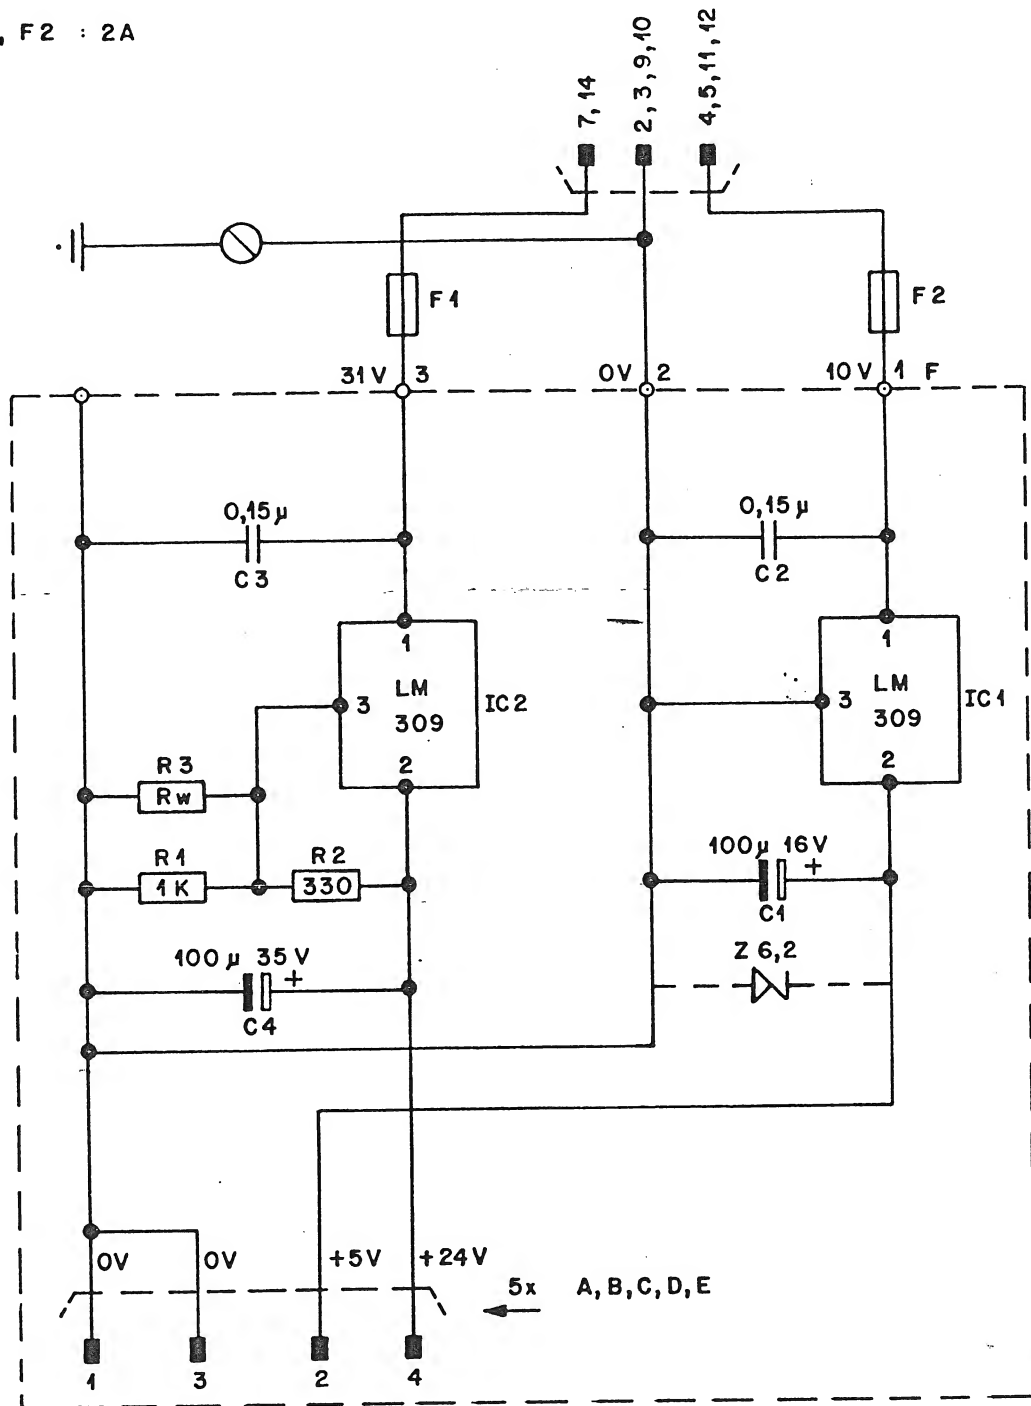 , F2 : 2A
7, 14
2, 3, 9, 10
4, 5, 11, 12
F1
F2
31V 3
0V 2
10V 1 F
0,15µ
C3
0,15µ
C2
1
LM
309
3
2
IC2
1
LM
309
3
2
IC1
R3
Rw
R1
1K
R2
330
100µ 16V
+
C1
100µ 35V
+
C4
Z 6,2
0V
0V
+5V
+24V
5x A, B, C, D, E
1
3
2
4